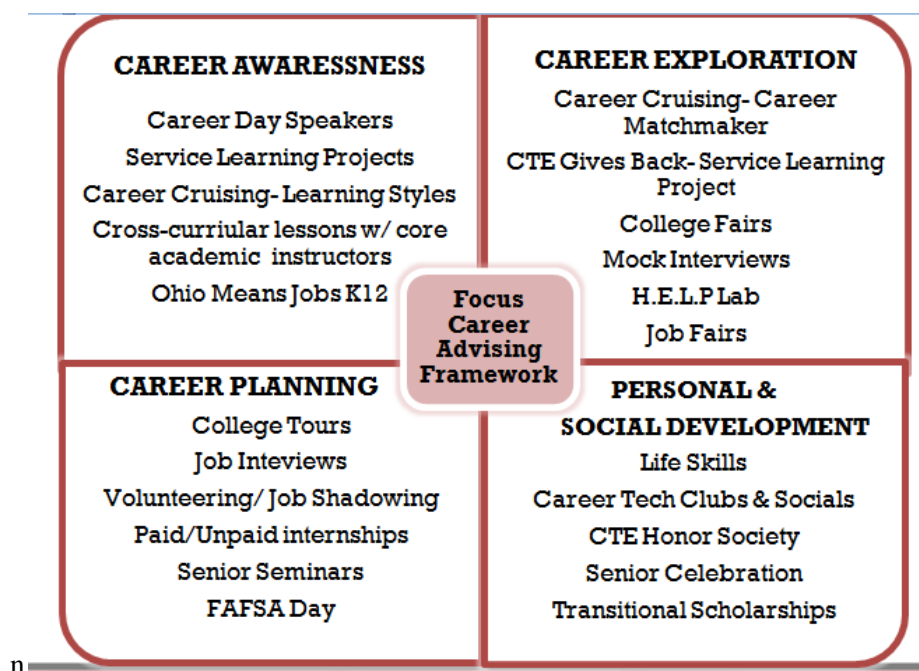 CAREER AWARESSNESS
Career Day Speakers
Service Learning Projects
Career Cruising- Learning Styles
Cross-curriular lessons w/ core
academic instructors
Ohio Means Jobs K12
CAREER EXPLORATION
Career Cruising- Career
Matchmaker
CTE Gives Back- Service Learning
Project
College Fairs
Mock Interviews
H.E.L.P Lab
Job Fairs
Focus
Career
Advising
Framework
CAREER PLANNING
College Tours
Job Inteviews
Volunteering/ Job Shadowing
Paid/Unpaid internships
Senior Seminars
FAFSA Day
PERSONAL &
SOCIAL DEVELOPMENT
Life Skills
Career Tech Clubs & Socials
CTE Honor Society
Senior Celebration
Transitional Scholarships
n